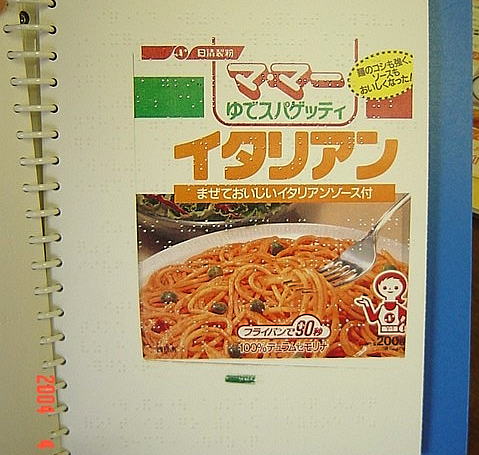 日清製粉
マ・マー
ゆでスパゲッティ
麺のコシも強く、
ソースも
おいしくなった!
イタリアン
まぜておいしいイタリアンソース付
フライパンで90秒
100%デュラムセモリナ
200g
2004 4